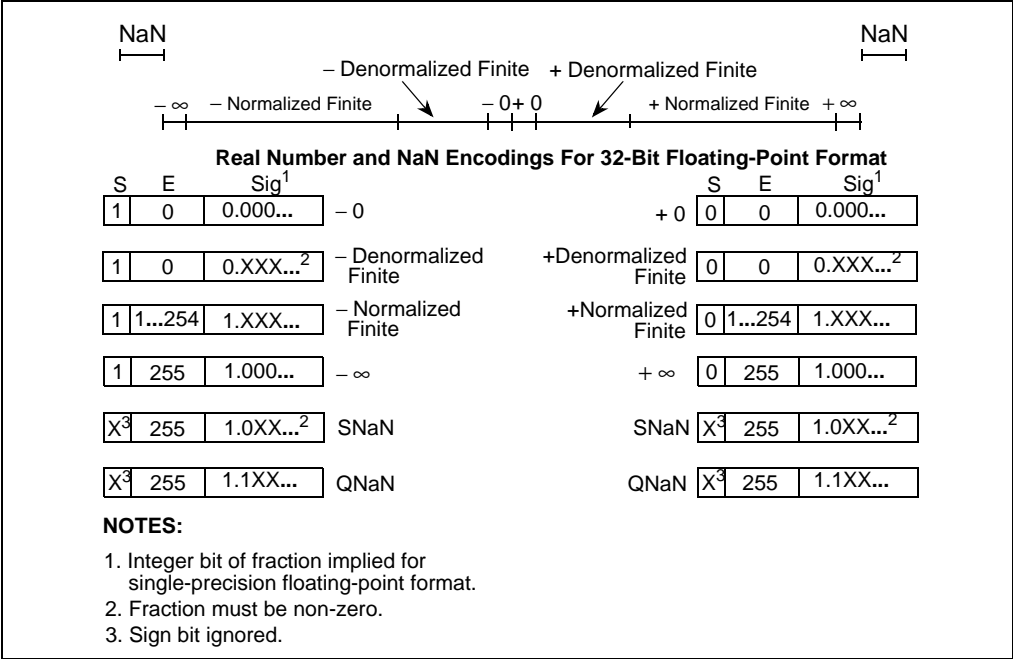 NaN NaN
− Denormalized Finite + Denormalized Finite
− ∞ − Normalized Finite − 0 + 0 + Normalized Finite + ∞
Real Number and NaN Encodings For 32-Bit Floating-Point Format
S E Sig1 S E Sig1
1 0 0.000... − 0 + 0 0 0 0.000...
1 0 0.XXX...2 − Denormalized Finite +Denormalized Finite 0 0 0.XXX...2
1 1...254 1.XXX... − Normalized Finite +Normalized Finite 0 1...254 1.XXX...
1 255 1.000... − ∞ + ∞ 0 255 1.000...
X3 255 1.0XX...2 SNaN SNaN X3 255 1.0XX...2
X3 255 1.1XX... QNaN QNaN X3 255 1.1XX...
NOTES:
1. Integer bit of fraction implied for
single-precision floating-point format.
2. Fraction must be non-zero.
3. Sign bit ignored.